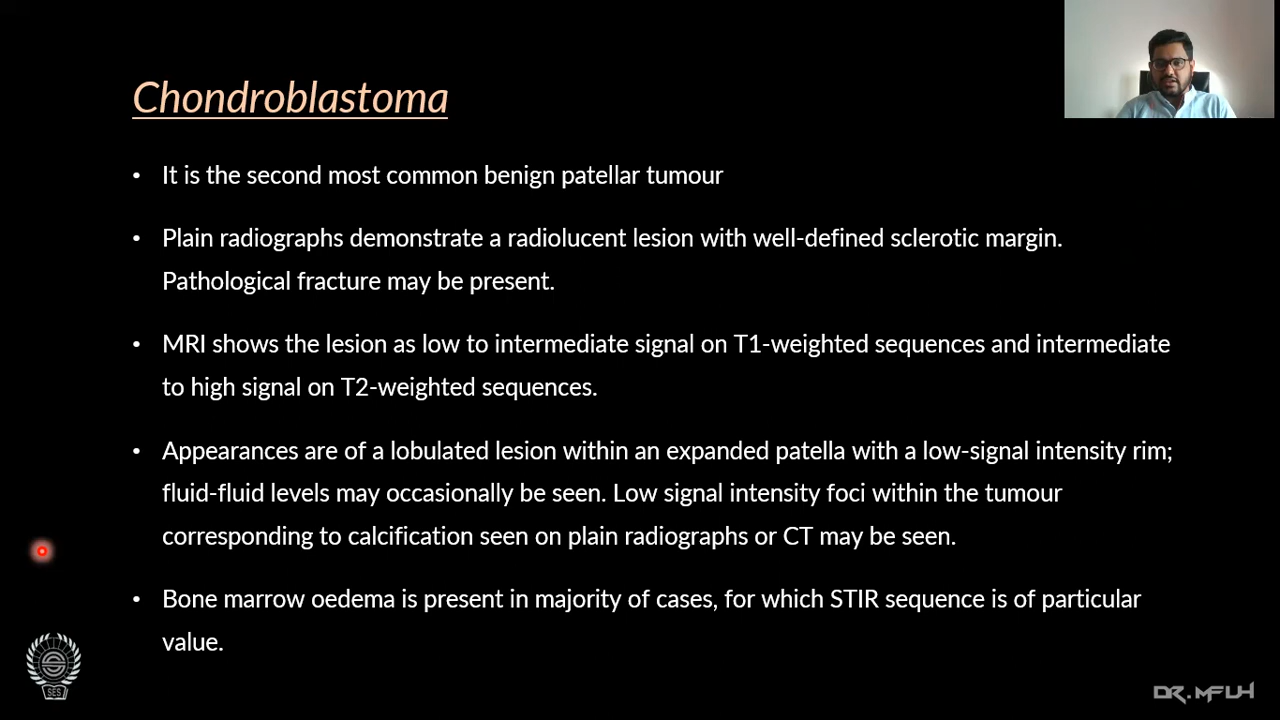 Chondroblastoma
• It is the second most common benign patellar tumour
• Plain radiographs demonstrate a radiolucent lesion with well-defined sclerotic margin.
Pathological fracture may be present.
• MRI shows the lesion as low to intermediate signal on T1-weighted sequences and intermediate
to high signal on T2-weighted sequences.
• Appearances are of a lobulated lesion within an expanded patella with a low-signal intensity rim;
fluid-fluid levels may occasionally be seen. Low signal intensity foci within the tumour
corresponding to calcification seen on plain radiographs or CT may be seen.
• Bone marrow oedema is present in majority of cases, for which STIR sequence is of particular
value.
SES